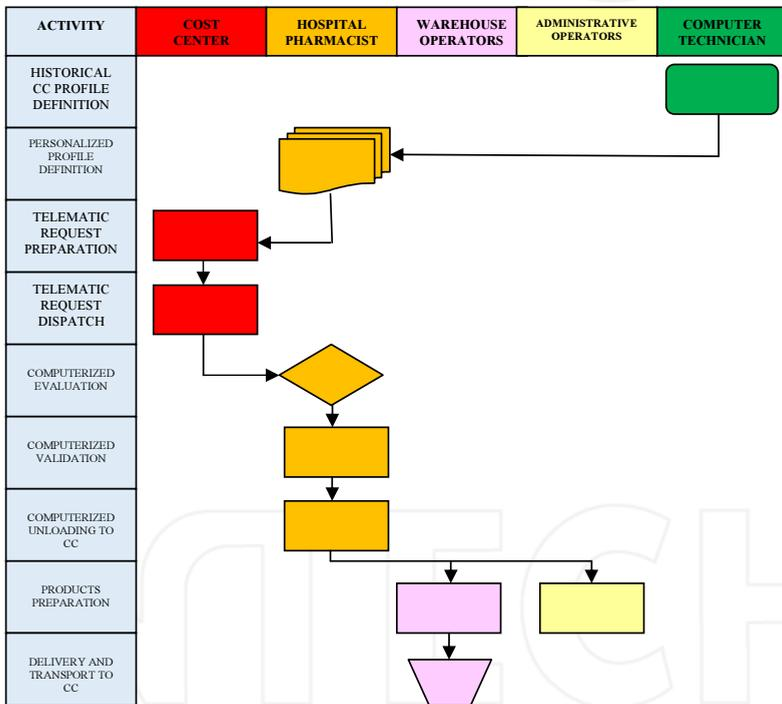 ACTIVITY
COST
CENTER
HOSPITAL
PHARMACIST
WAREHOUSE
OPERATORS
ADMINISTRATIVE
OPERATORS
COMPUTER
TECHNICIAN
HISTORICAL
CC PROFILE
DEFINITION
PERSONALIZED
PROFILE
DEFINITION
TELEMATIC
REQUEST
PREPARATION
TELEMATIC
REQUEST
DISPATCH
COMPUTERIZED
EVALUATION
COMPUTERIZED
VALIDATION
COMPUTERIZED
UNLOADING TO
CC
PRODUCTS
PREPARATION
DELIVERY AND
TRANSPORT TO
CC